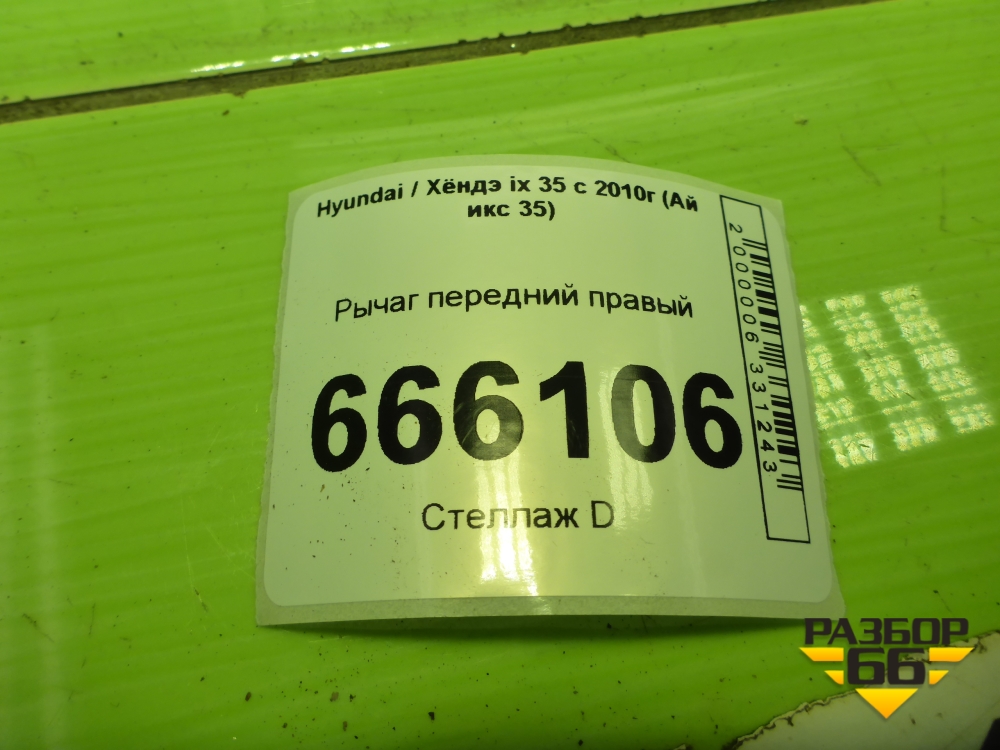 Hyundai / Хёндэ ix 35 с 2010г (Ай
икс 35)
Рычаг передний правый
666106
Стеллаж D
2000006331243
РАЗБОР
66